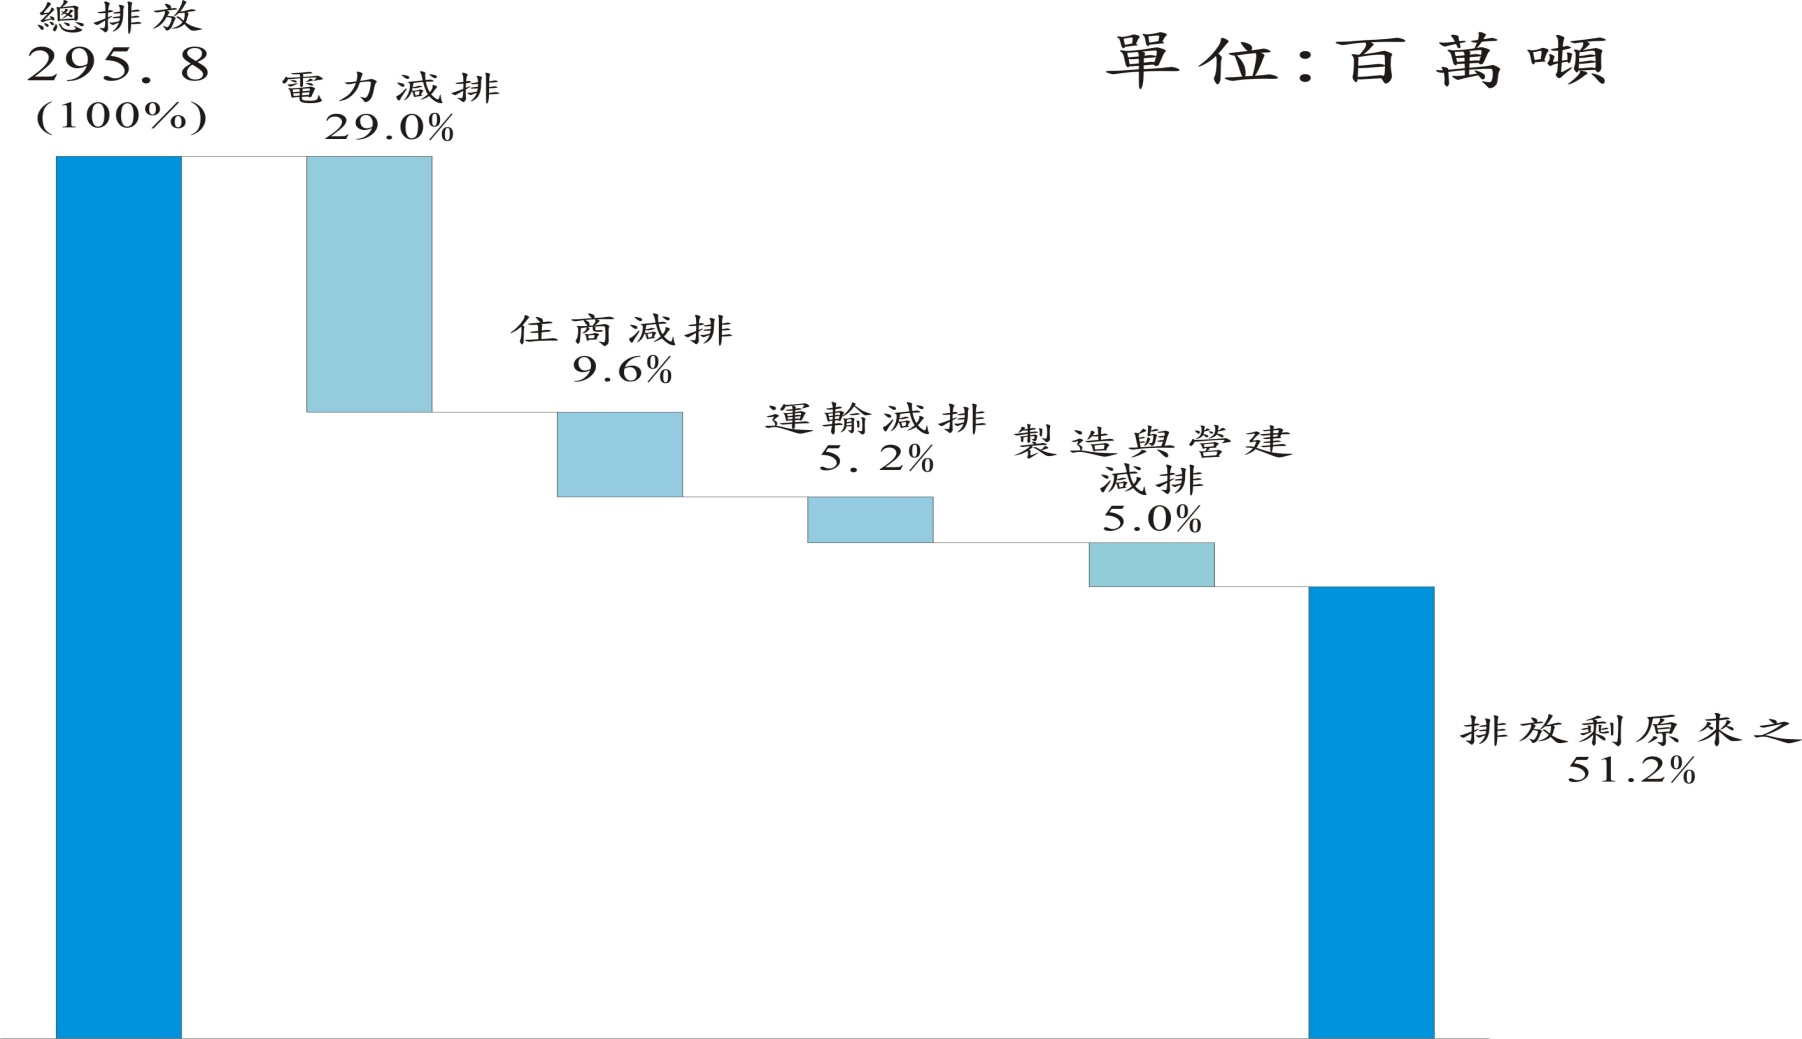 總排放
295.8
(100%)
單位:百萬噸
電力減排
29.0%
住商減排
9.6%
運輸減排
5.2%
製造與營建
減排
5.0%
排放剩原來之
51.2%